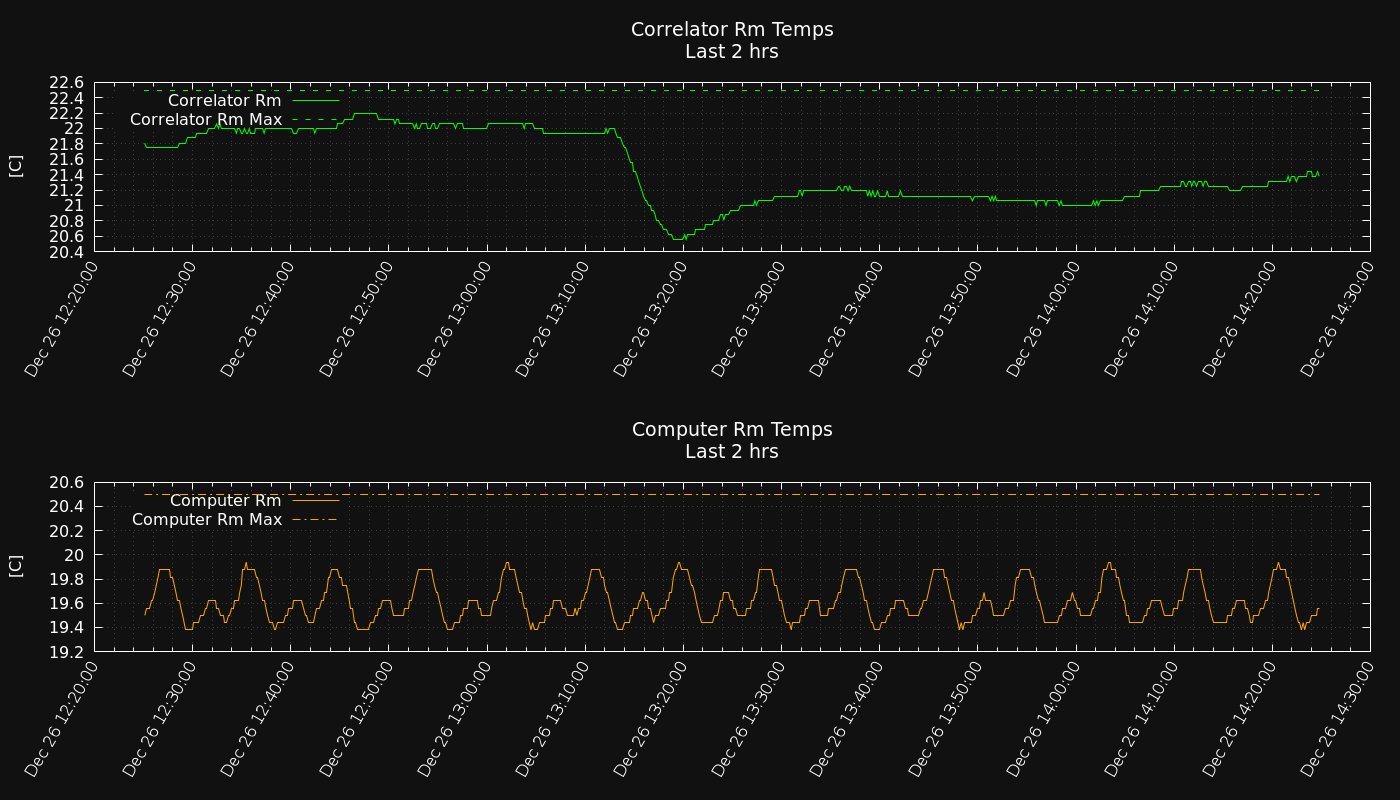 Correlator Rm Temps
Last 2 hrs
22.6
22.4
22.2
22
21.8
21.6
21.4
21.2
21
20.8
20.6
20.4
[C]
Correlator Rm
Correlator Rm Max
Dec 26 12:20:00
Dec 26 12:30:00
Dec 26 12:40:00
Dec 26 12:50:00
Dec 26 13:00:00
Dec 26 13:10:00
Dec 26 13:20:00
Dec 26 13:30:00
Dec 26 13:40:00
Dec 26 13:50:00
Dec 26 14:00:00
Dec 26 14:10:00
Dec 26 14:20:00
Dec 26 14:30:00
Computer Rm Temps
Last 2 hrs
20.6
20.4
20.2
20
19.8
19.6
19.4
19.2
[C]
Computer Rm
Computer Rm Max
Dec 26 12:20:00
Dec 26 12:30:00
Dec 26 12:40:00
Dec 26 12:50:00
Dec 26 13:00:00
Dec 26 13:10:00
Dec 26 13:20:00
Dec 26 13:30:00
Dec 26 13:40:00
Dec 26 13:50:00
Dec 26 14:00:00
Dec 26 14:10:00
Dec 26 14:20:00
Dec 26 14:30:00